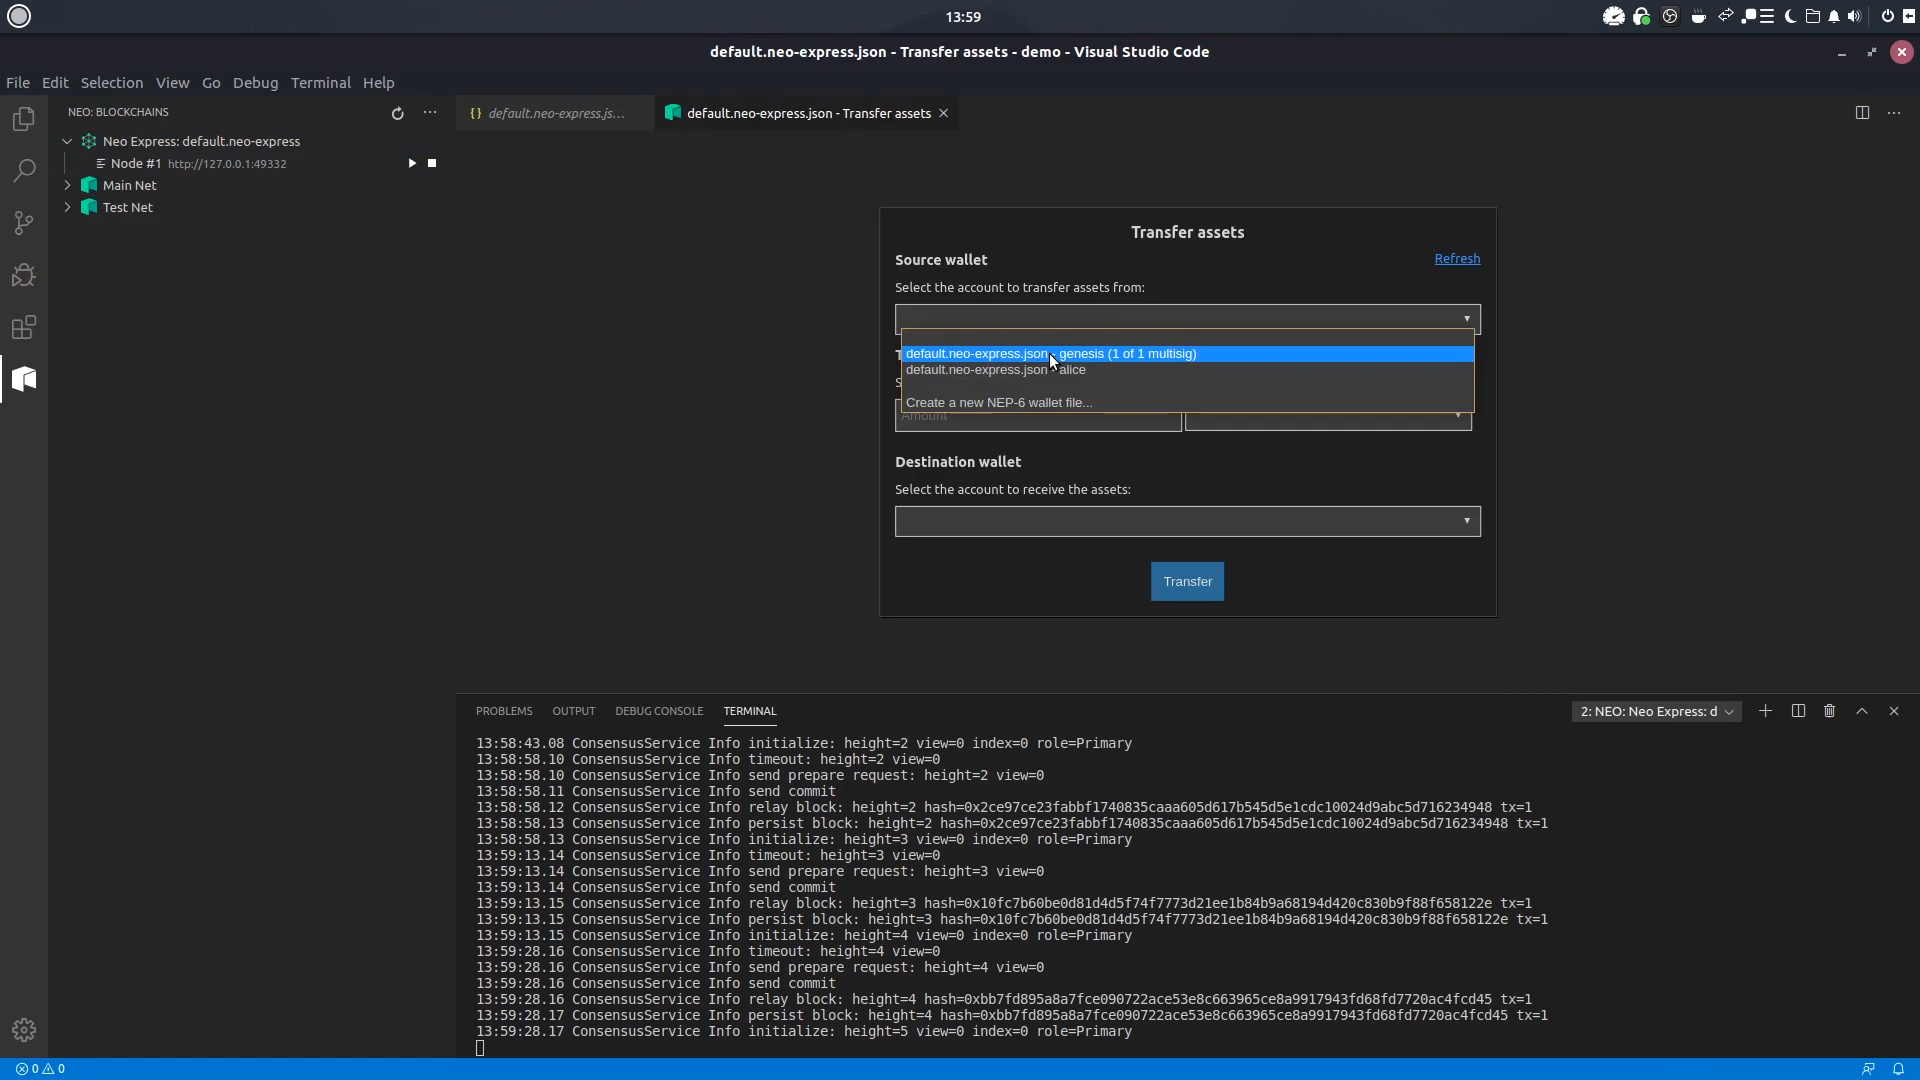 13:59
default.neo-express.json - Transfer assets - demo - Visual Studio Code
File Edit Selection View Go Debug Terminal Help
NEO: BLOCKCHAINS
Neo Express: default.neo-express
Node #1 http://127.0.0.1:49332
Main Net
Test Net
{} default.neo-express.js...
default.neo-express.json - Transfer assets
Transfer assets
Source wallet
Refresh
Select the account to transfer assets from:
default.neo-express.json - genesis (1 of 1 multisig)
default.neo-express.json - alice
Create a new NEP-6 wallet file...
Amount
Destination wallet
Select the account to receive the assets:
Transfer
PROBLEMS OUTPUT DEBUG CONSOLE TERMINAL
2: NEO: Neo Express: d
13:58:43.08 ConsensusService Info initialize: height=2 view=0 index=0 role=Primary
13:58:58.10 ConsensusService Info timeout: height=2 view=0
13:58:58.10 ConsensusService Info send prepare request: height=2 view=0
13:58:58.11 ConsensusService Info send commit
13:58:58.12 ConsensusService Info relay block: height=2 hash=0x2ce97ce23fabbf1740835caaa605d617b545d5e1cdc10024d9abc5d716234948 tx=1
13:58:58.13 ConsensusService Info persist block: height=2 hash=0x2ce97ce23fabbf1740835caaa605d617b545d5e1cdc10024d9abc5d716234948 tx=1
13:58:58.13 ConsensusService Info initialize: height=3 view=0 index=0 role=Primary
13:59:13.14 ConsensusService Info timeout: height=3 view=0
13:59:13.14 ConsensusService Info send prepare request: height=3 view=0
13:59:13.14 ConsensusService Info send commit
13:59:13.15 ConsensusService Info relay block: height=3 hash=0x10fc7b60be0d81d4d5f74f7773d21ee1b84b9a68194d420c830b9f88f658122e tx=1
13:59:13.15 ConsensusService Info persist block: height=3 hash=0x10fc7b60be0d81d4d5f74f7773d21ee1b84b9a68194d420c830b9f88f658122e tx=1
13:59:13.15 ConsensusService Info initialize: height=4 view=0 index=0 role=Primary
13:59:28.16 ConsensusService Info timeout: height=4 view=0
13:59:28.16 ConsensusService Info send prepare request: height=4 view=0
13:59:28.16 ConsensusService Info send commit
13:59:28.16 ConsensusService Info relay block: height=4 hash=0xbb7fd895a8a7fce090722ace53e8c663965ce8a9917943fd68fd7720ac4fcd45 tx=1
13:59:28.17 ConsensusService Info persist block: height=4 hash=0xbb7fd895a8a7fce090722ace53e8c663965ce8a9917943fd68fd7720ac4fcd45 tx=1
13:59:28.17 ConsensusService Info initialize: height=5 view=0 index=0 role=Primary
0 0